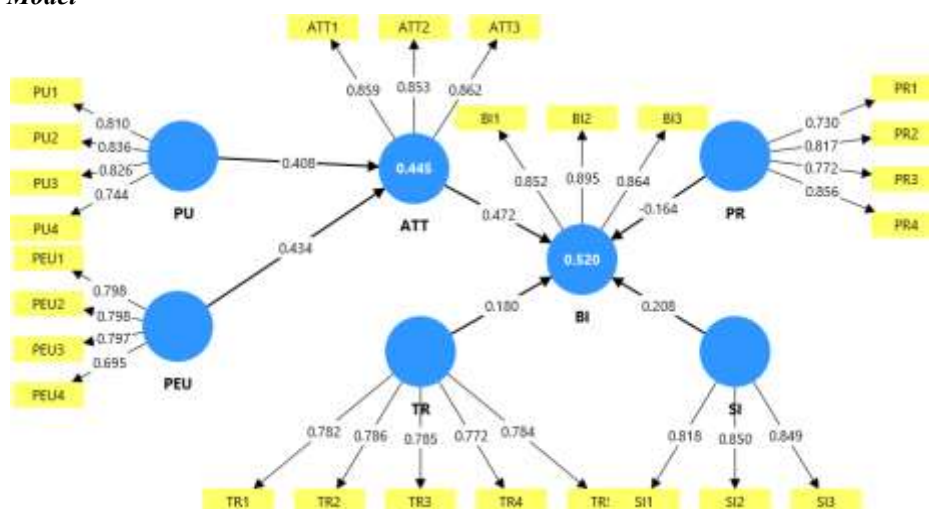 Model
ATT1 ATT2 ATT3
PU1
PU2
PU3
PU4
0.810
0.836
0.826
0.744
PU
0.408
0.859
0.853
0.862
0.445
ATT
BI1 BI2 BI3
0.852
0.895
0.864
0.472
0.520
BI
PR1
PR2
PR3
PR4
0.730
0.817
0.772
0.856
-0.164
PR
PEU1
PEU2
PEU3
PEU4
0.798
0.798
0.797
0.695
PEU
0.434
0.180
0.208
TR
0.782
0.786
0.785
0.772
0.784
TR1 TR2 TR3 TR4
SI
0.818
0.850
0.849
SI1 SI2 SI3